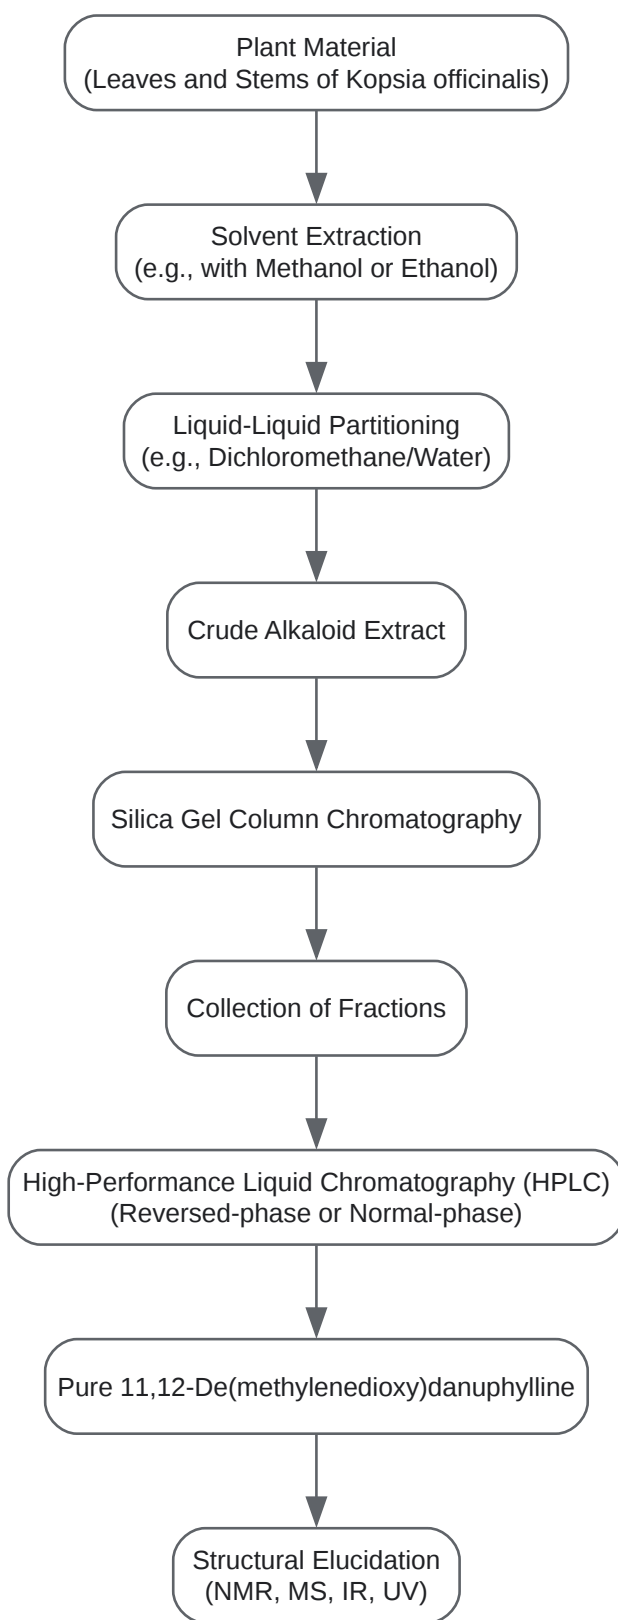 Plant Material
(Leaves and Stems of Kopsia officinalis)
Solvent Extraction
(e.g., with Methanol or Ethanol)
Liquid-Liquid Partitioning
(e.g., Dichloromethane/Water)
Crude Alkaloid Extract
Silica Gel Column Chromatography
Collection of Fractions
High-Performance Liquid Chromatography (HPLC)
(Reversed-phase or Normal-phase)
Pure 11,12-De(methylenedioxy)danuphylline
Structural Elucidation
(NMR, MS, IR, UV)